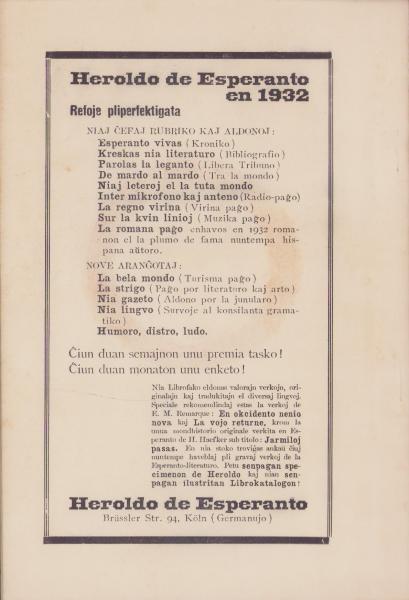 Heroldo de Esperanto
en 1932
Refoje pliperfektigata
NIAJ ĈEFAJ RUBRIKO KAJ ALDONOJ :
Esperanto vivas ( Kroniko )
Kreskas nia literaturo ( Bibliografio )
Parolas la leganto ( Libera Tribuno )
De mardo al mardo ( Tra la mondo )
Niaj leteroj el la tuta mondo
Inter mikrofono kaj anteno (Radio-paĝo)
La regno virina ( Virina paĝo )
Sur la kvin linioj ( Muzika paĝo )
La romana paĝo enhavos en 1932 roma-
non el la plumo de fama nuntempa his-
pana aŭtoro.
NOVE ARANĜOTAJ :
La bela mondo ( Turisma paĝo )
La strigo ( Paĝo por literaturo kaj arto )
Nia gazeto ( Aldono por la junularo )
Nia lingvo ( Survoje al konsilanta grama-
tiko )
Humoro, distro, ludo.
Ĉiun duan semajnon unu premia tasko !
Ĉiun duan monaton unu enketo !
Nia Librofako eldonas valorajn verkojn, ori-
ginalajn kaj tradukitajn el diversaj lingvoj.
Speciale rekomendindaj estas la verkoj de
E. M. Remarque : En okcidento nenio
nova kaj La vojo returne, krom la
unua mondhistorio originale verkita en Es-
peranto de H. Haefker sub titolo : Jarmiloj
pasas. En nia stoko troviĝas ankaŭ ĉiuj
nuntempe haveblaj pli gravaj verkoj de la
Esperanto-literaturo. Petu senpagan spe-
cimenon de Heroldo kaj nian sen-
pagan ilustritan Librokatalogon !
Heroldo de Esperanto
Brüssler Str. 94, Köln ( Germanujo )